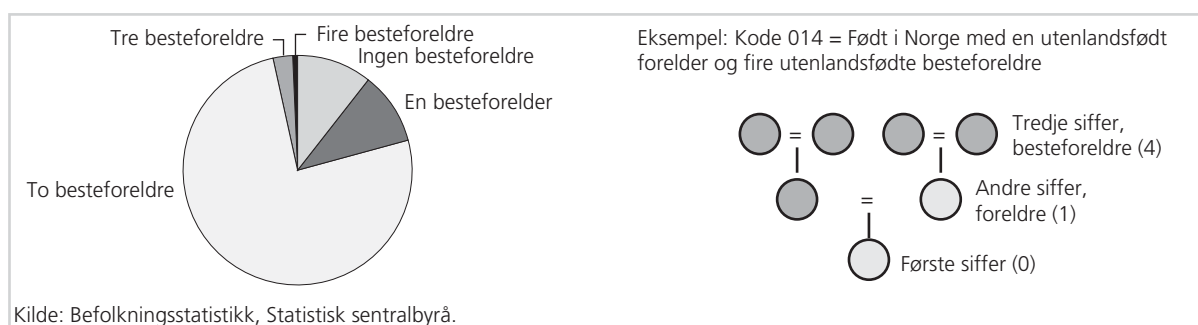 Tre besteforeldre
Fire besteforeldre
Ingen besteforeldre
En besteforelder
To besteforeldre
Kilde: Befolkningsstatistikk, Statistisk sentralbyrå.
Eksempel: Kode 014 = Født i Norge med en utenlandsfødt
forelder og fire utenlandsfødte besteforeldre
= =
Tredje siffer,
besteforeldre (4)
=
Andre siffer,
foreldre (1)
Første siffer (0)